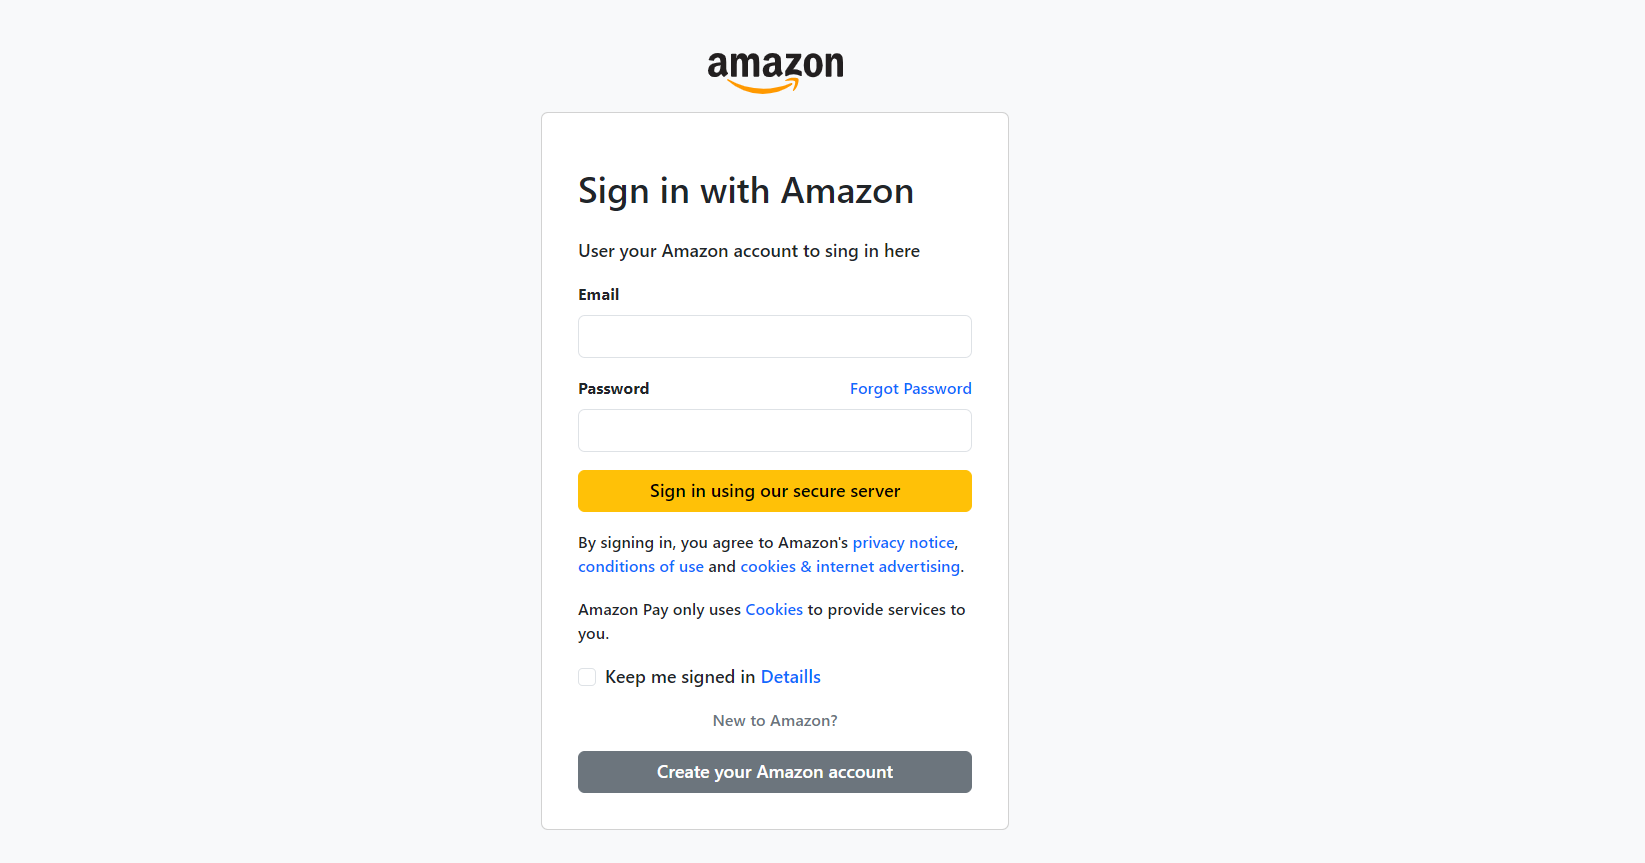 amazon
Sign in with Amazon
User your Amazon account to sing in here
Email
Password Forgot Password
Sign in using our secure server
By signing in, you agree to Amazon's privacy notice,
conditions of use and cookies & internet advertising.
Amazon Pay only uses Cookies to provide services to
you.
Keep me signed in Detaills
New to Amazon?
Create your Amazon account